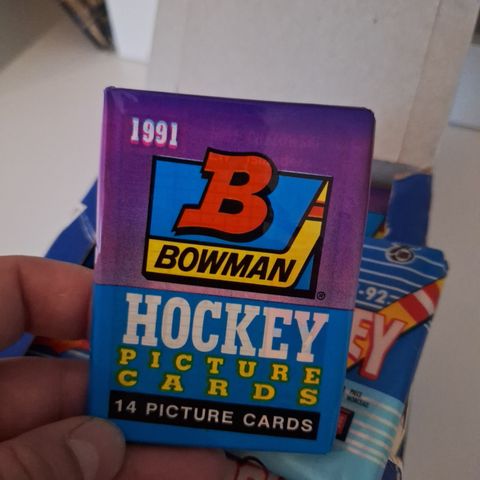 1991
B
BOWMAN
®
HOCKEY
PICTURE
CARDS
14 PICTURE CARDS
-92
EY